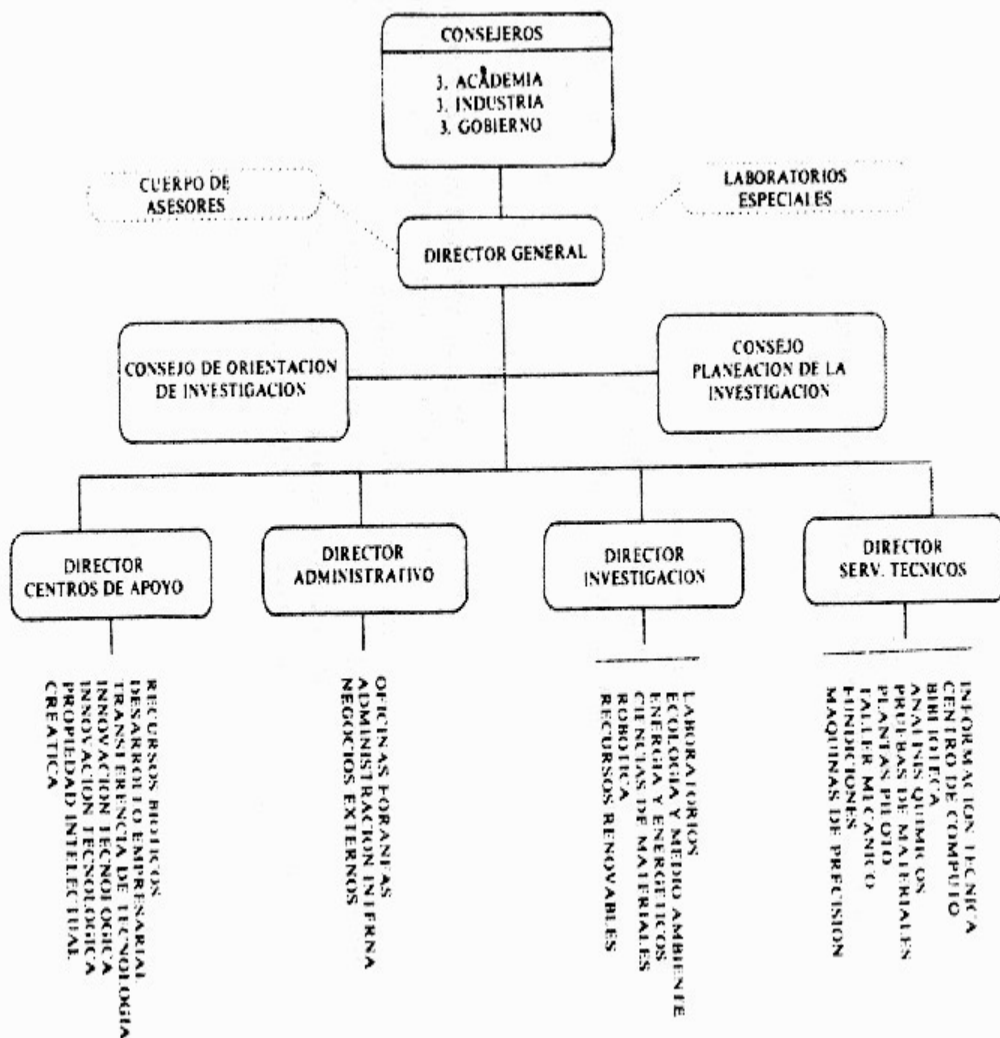 CONSEJEROS
3. ACADEMIA
3. INDUSTRIA
3. GOBIERNO
CUERPO DE
ASESORES
LABORATORIOS
ESPECIALES
DIRECTOR GENERAL
CONSEJO DE ORIENTACION
DE INVESTIGACION
CONSEJO
PLANEACION DE LA
INVESTIGACION
DIRECTOR
CENTROS DE APOYO
DIRECTOR
ADMINISTRATIVO
DIRECTOR
INVESTIGACION
DIRECTOR
SERV. TECNICOS
RECURSOS BIOTICOS
DESARROLLO EMPRESARIAL
TRANSFERENCIA DE TECNOLOGIA
INNOVACION TECNOLOGICA
INNOVACION TECNOLOGICA
PROPIEDAD INTELECTUAL
CREATICA
OFICINAS FORANEAS
ADMINISTRACION INTERNA
NEGOCIOS EXTERNOS
LABORATORIOS
ECOLOGIA Y MEDIO AMBIENTE
ENERGIA Y ENERGETICOS
CIENCIAS DE MATERIALES
ROBOTICA
RECURSOS RENOVABLES
INFORMACION TECNICA
CENTRO DE COMPUTO
BIBLIOTECA
ANALISIS QUIMICOS
PRUEBAS DE MATERIALES
PLANTAS PILOTO
TALLER MECANICO
FUNDICIONES
MAQUINAS DE PRECISION